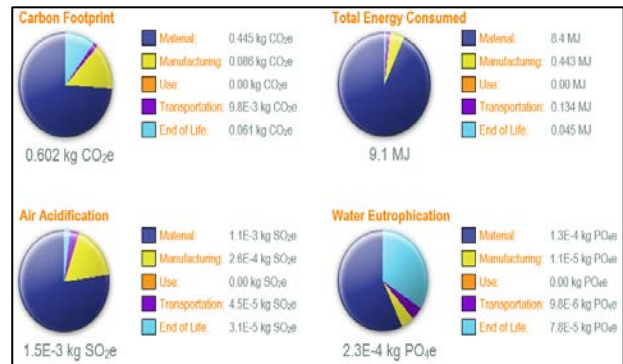 Carbon Footprint
Material: 0.445 kg CO₂e
Manufacturing: 0.086 kg CO₂e
Use: 0.00 kg CO₂e
Transportation: 9.8E-3 kg CO₂e
End of Life: 0.061 kg CO₂e
0.602 kg CO₂e
Total Energy Consumed
Material: 8.4 MJ
Manufacturing: 0.443 MJ
Use: 0.00 MJ
Transportation: 0.134 MJ
End of Life: 0.045 MJ
9.1 MJ
Air Acidification
Material: 1.1E-3 kg SO₂e
Manufacturing: 2.6E-4 kg SO₂e
Use: 0.00 kg SO₂e
Transportation: 4.5E-5 kg SO₂e
End of Life: 3.1E-5 kg SO₂e
1.5E-3 kg SO₂e
Water Eutrophication
Material: 1.3E-4 kg PO₄e
Manufacturing: 1.1E-5 kg PO₄e
Use: 0.00 kg PO₄e
Transportation: 9.8E-6 kg PO₄e
End of Life: 7.8E-5 kg PO₄e
2.3E-4 kg PO₄e